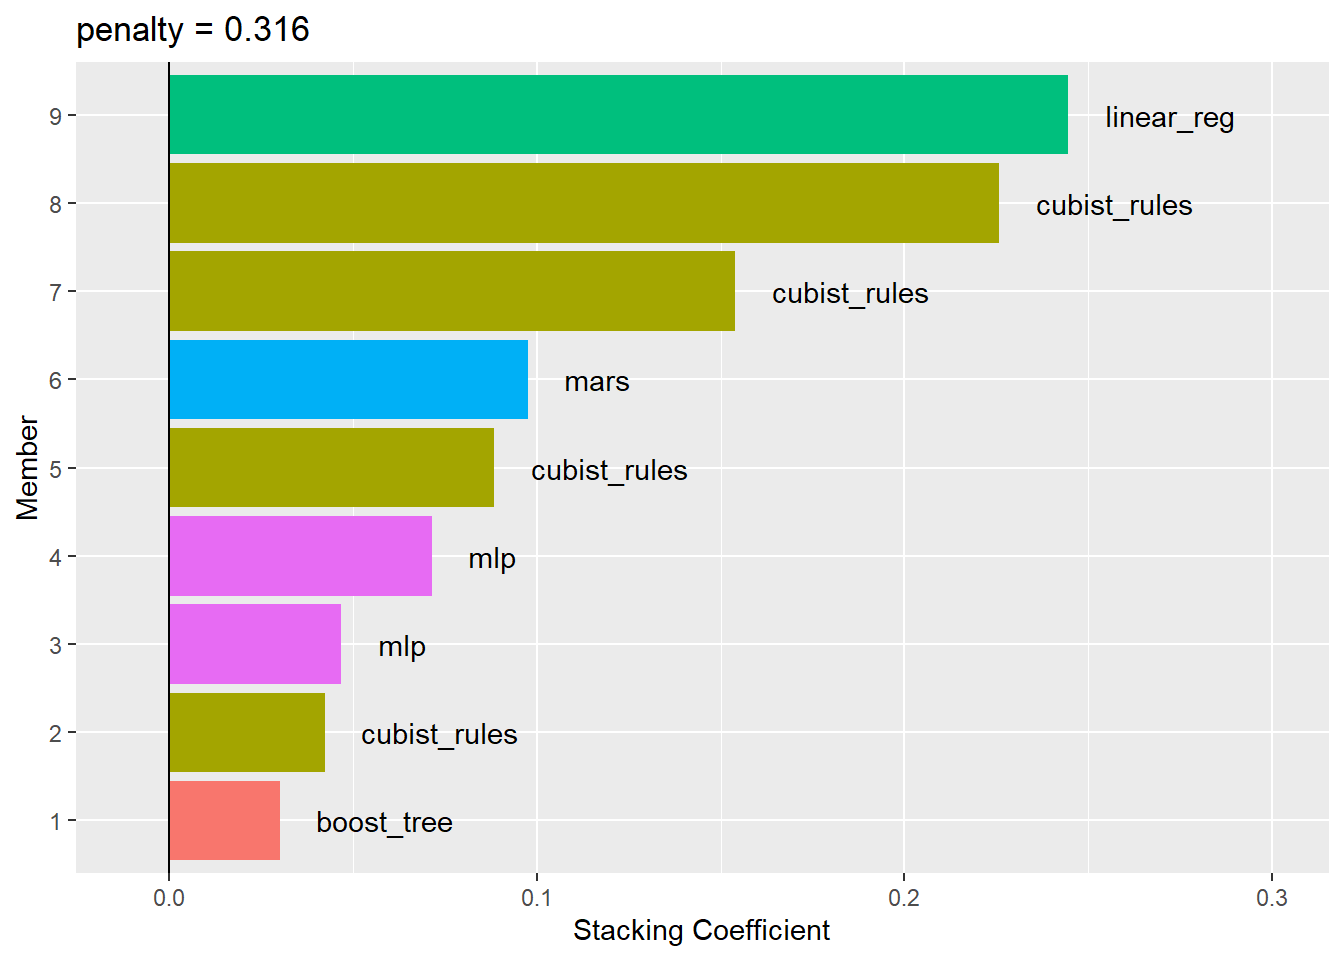 penalty = 0.316
9
linear_reg
8
cubist_rules
7
cubist_rules
6
mars
5
cubist_rules
4
mlp
3
mlp
2
cubist_rules
1
boost_tree
Member
0.0 0.1 0.2 0.3
Stacking Coefficient